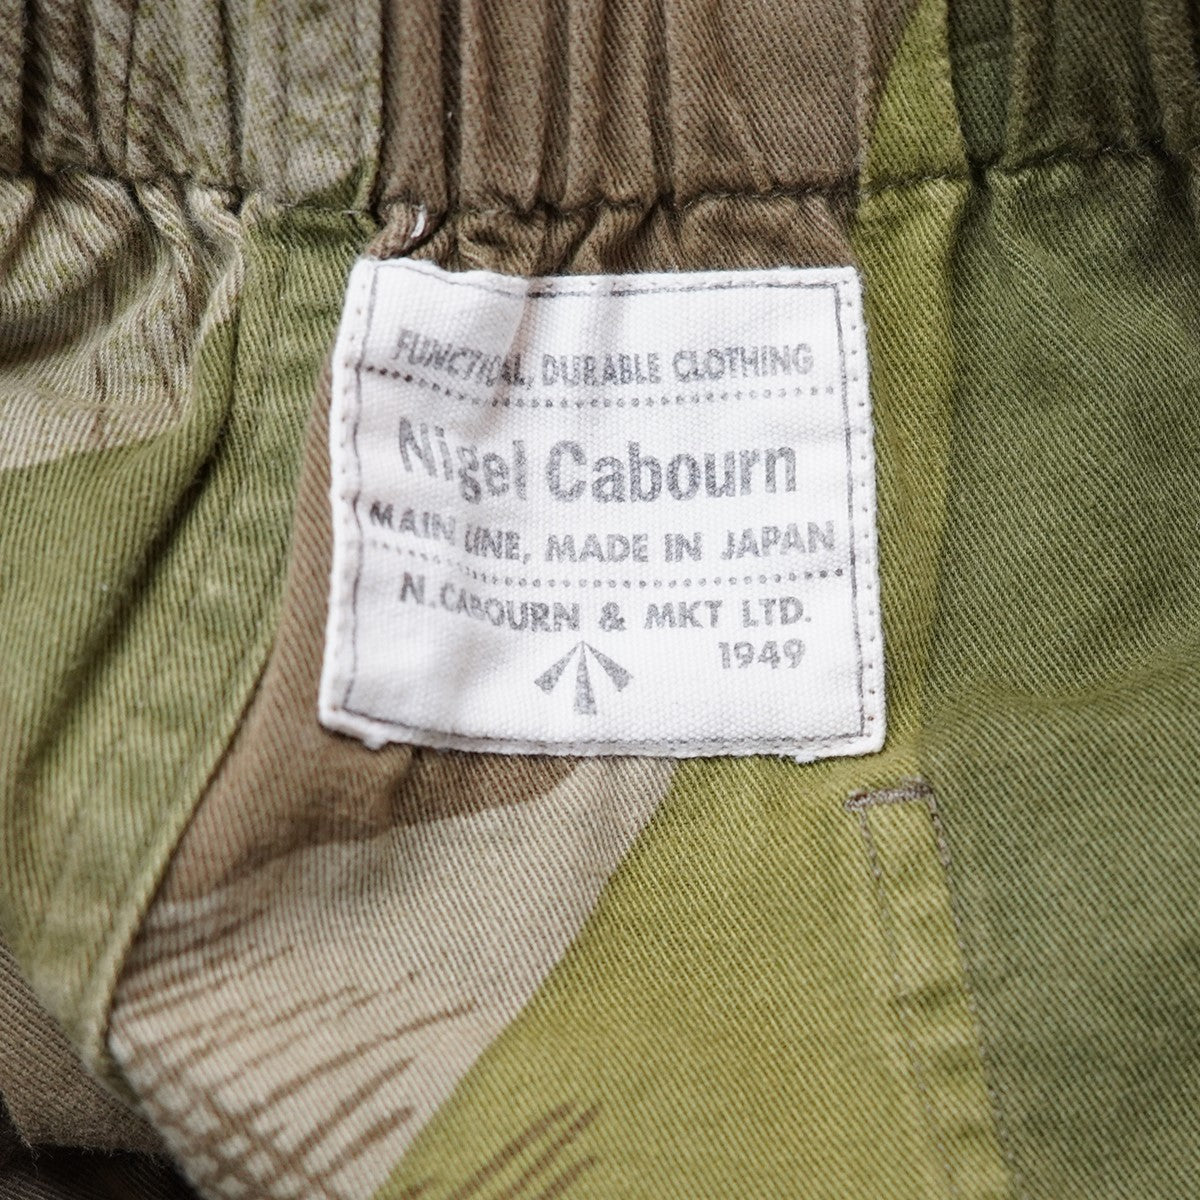 FUNCTIONAL, DURABLE CLOTHING
Nigel Cabourn
MAIN LINE, MADE IN JAPAN
N.CABOURN & MKT LTD.
1949